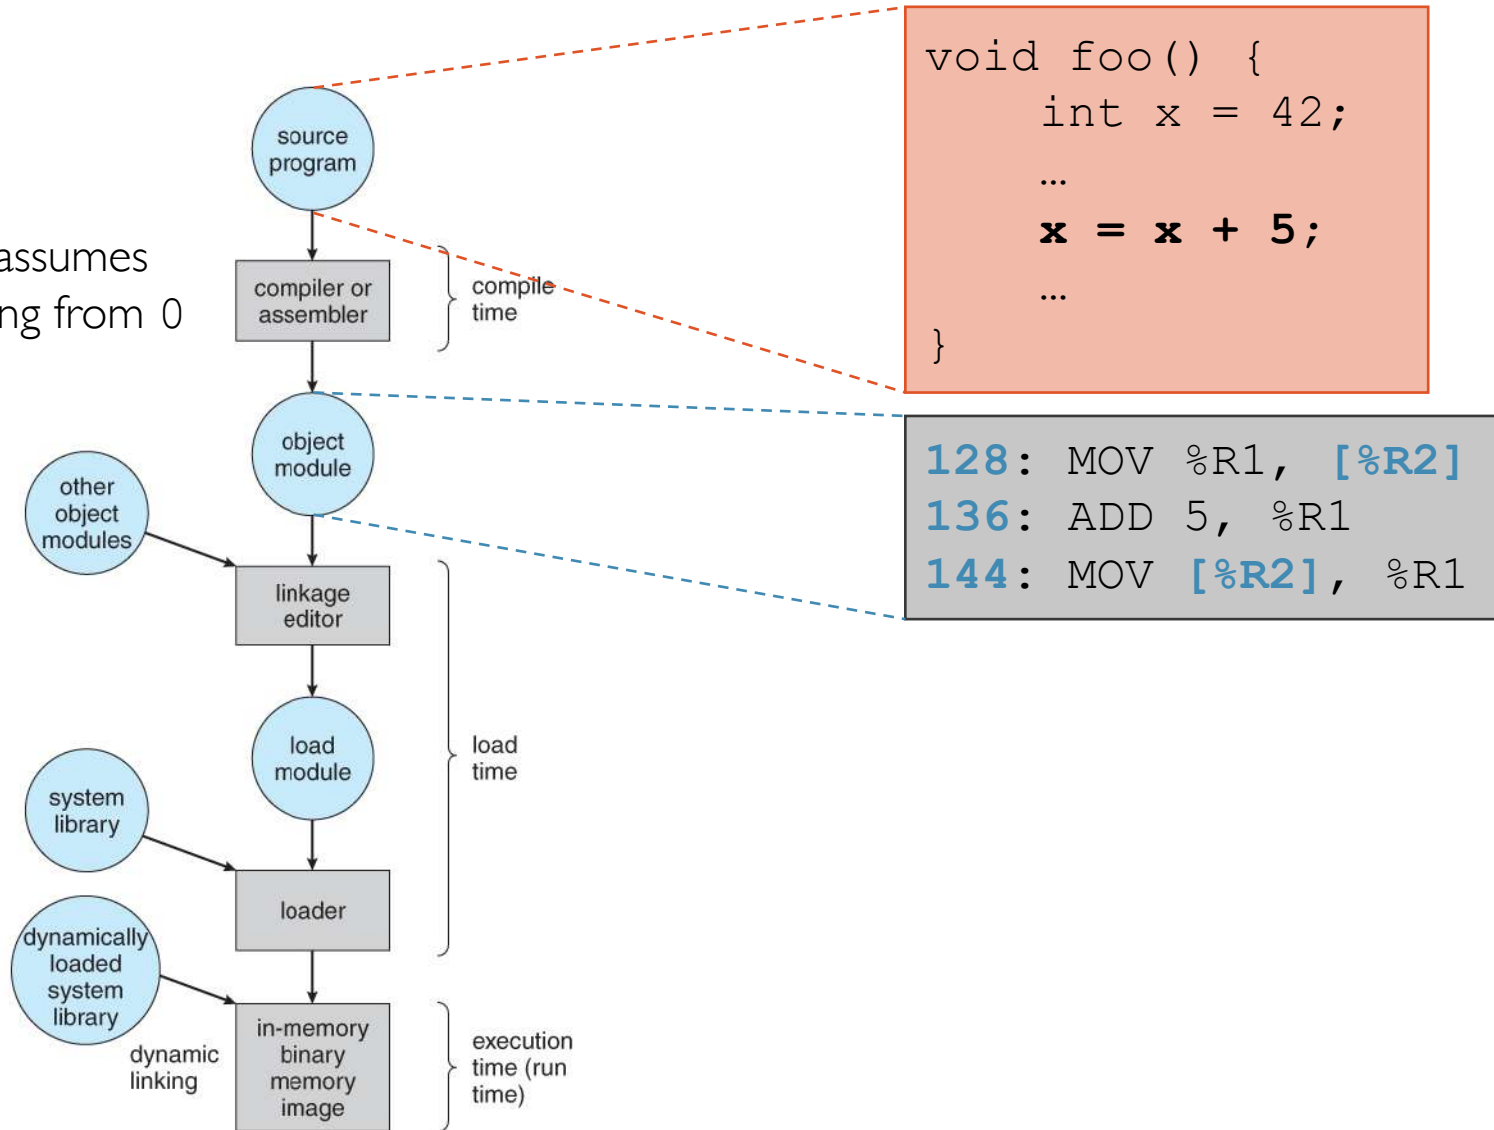 void foo() {
int x = 42;
…
x = x + 5;
…
}
source
program
assumes
ng from 0
compiler or
assembler
compile
time
object
module
128: MOV %R1, [%R2]
136: ADD 5, %R1
144: MOV [%R2], %R1
other
object
modules
linkage
editor
load
module
load
time
system
library
loader
dynamically
loaded
system
library
dynamic
linking
in-memory
binary
memory
image
execution
time (run
time)